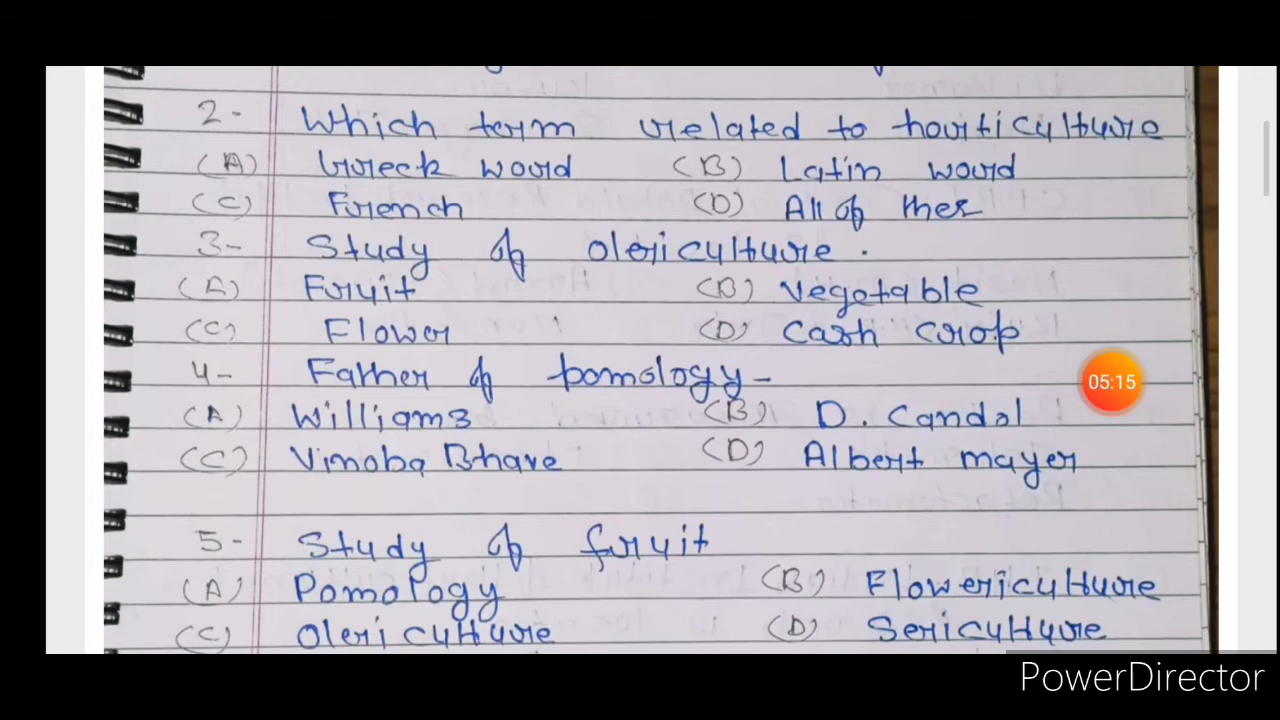 2- Which term related to horticulture
(A) Greek word (B) Latin word
(C) French (D) All of thes
3- Study of olericulture.
(A) Fruit (B) Vegetable
(C) Flower (D) Cash crop
4- Father of pomology-
(A) Williams (B) D. Candol
(C) Vinoba Bhave (D) Albert mayer
05:15
5- Study of fruit
(A) Pomology (B) Flowericulture
(C) Olericulture (D) Sericulture
PowerDirector